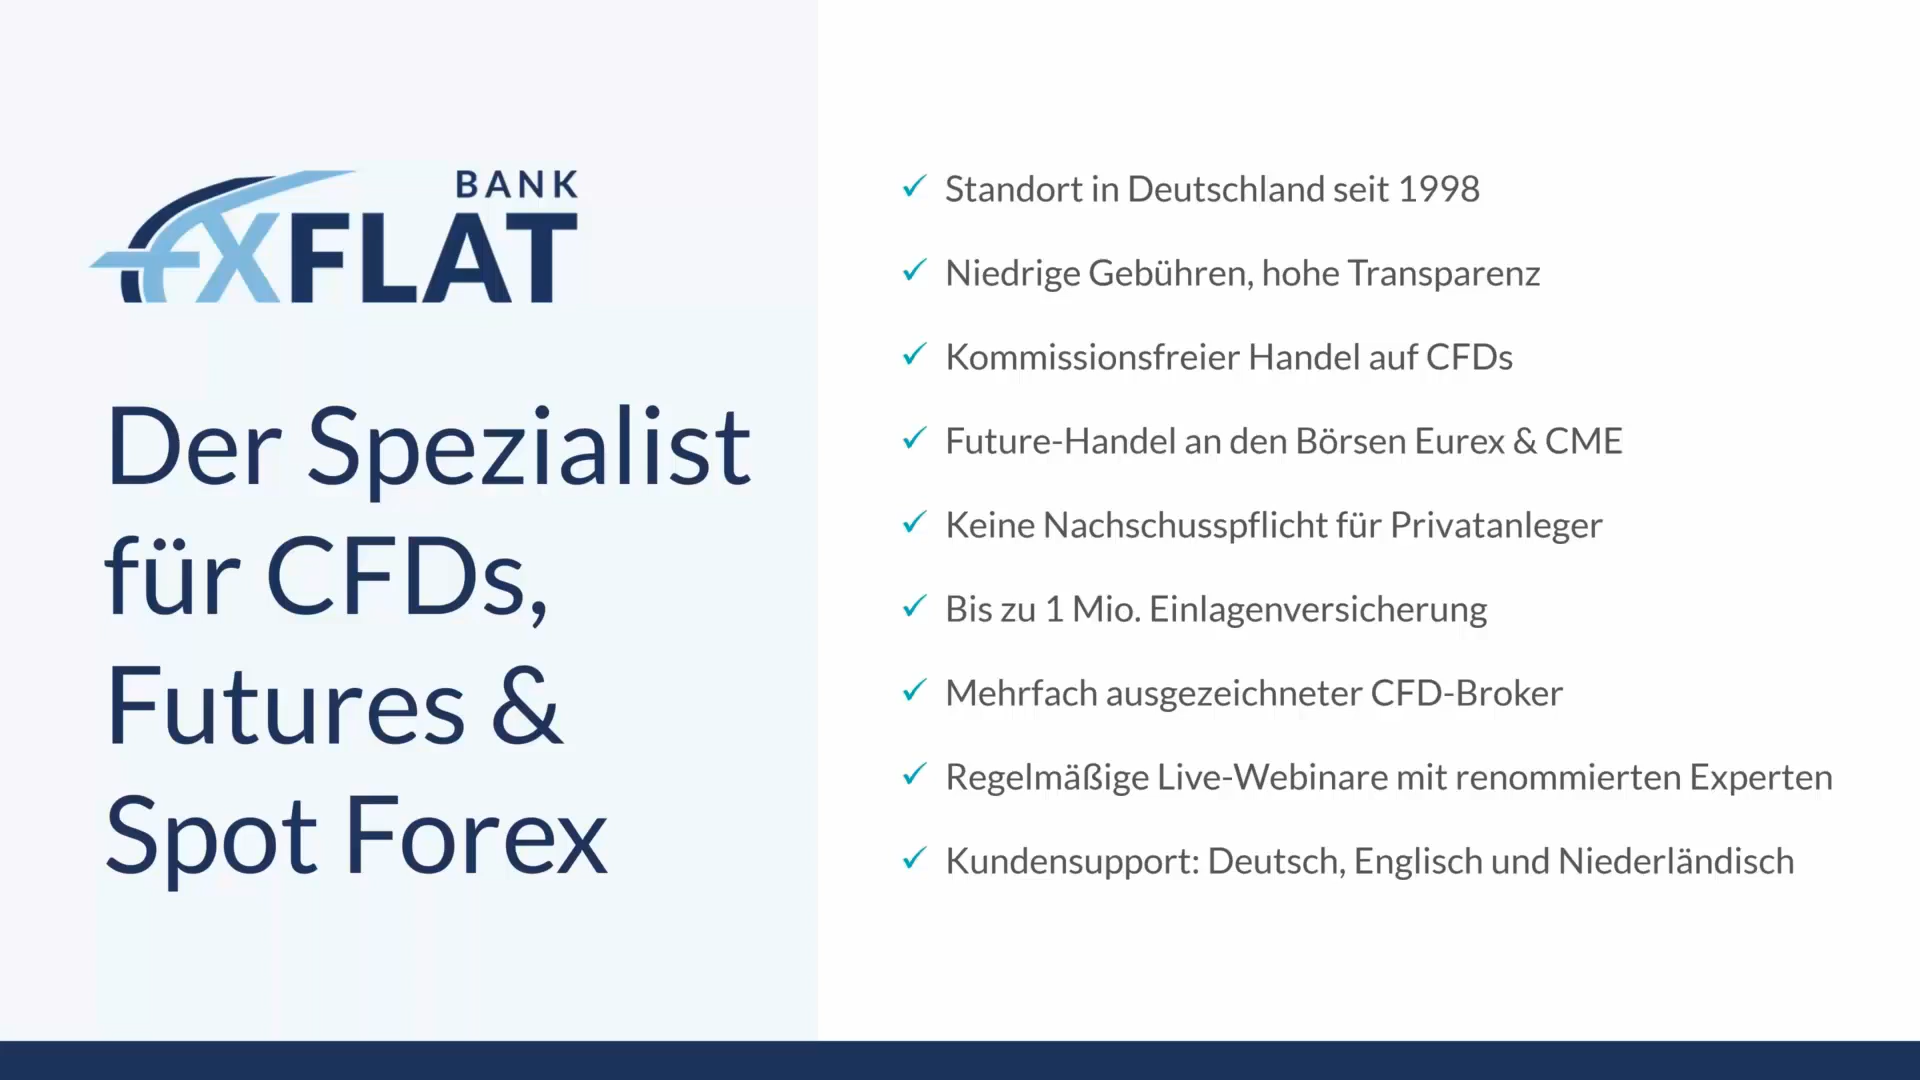 BANK
FXFLAT
Der Spezialist
für CFDs,
Futures &
Spot Forex
✓ Standort in Deutschland seit 1998
✓ Niedrige Gebühren, hohe Transparenz
✓ Kommissionsfreier Handel auf CFDs
✓ Future-Handel an den Börsen Eurex & CME
✓ Keine Nachschusspflicht für Privatanleger
✓ Bis zu 1 Mio. Einlagenversicherung
✓ Mehrfach ausgezeichneter CFD-Broker
✓ Regelmäßige Live-Webinare mit renommierten Experten
✓ Kundensupport: Deutsch, Englisch und Niederländisch